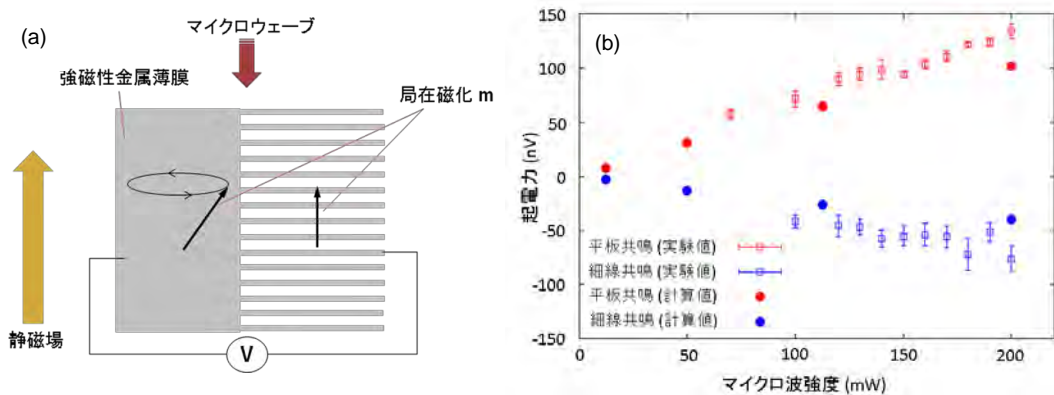 (a)
マイクロウェーブ
強磁性金属薄膜
局在磁化 m
静磁場
V
(b)
起電力 (nV)
150
100
50
0
-50
-100
-150
平板共鳴 (実験値)
細線共鳴 (実験値)
平板共鳴 (計算値)
細線共鳴 (計算値)
0 50 100 150 200
マイクロ波強度 (mW)